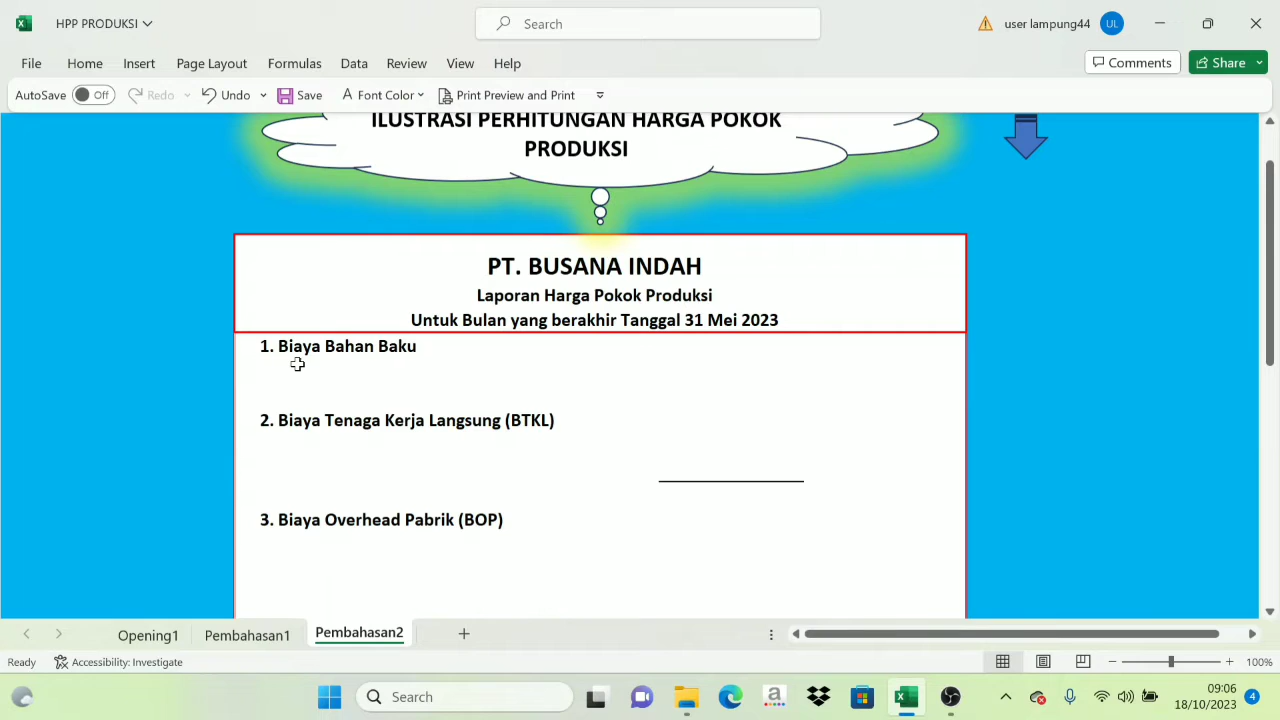 HPP PRODUKSI
Search
user lampung44
UL
File Home Insert Page Layout Formulas Data Review View Help
Comments
Share
AutoSave Off Redo Undo Save Font Color Print Preview and Print
ILUSTRASI PERHITUNGAN HARGA POKOK
PRODUKSI
PT. BUSANA INDAH
Laporan Harga Pokok Produksi
Untuk Bulan yang berakhir Tanggal 31 Mei 2023
1. Biaya Bahan Baku
2. Biaya Tenaga Kerja Langsung (BTKL)
3. Biaya Overhead Pabrik (BOP)
Opening1 Pembahasan1 Pembahasan2
Ready Accessibility: Investigate
100%
Search
a
09:06
18/10/2023
4